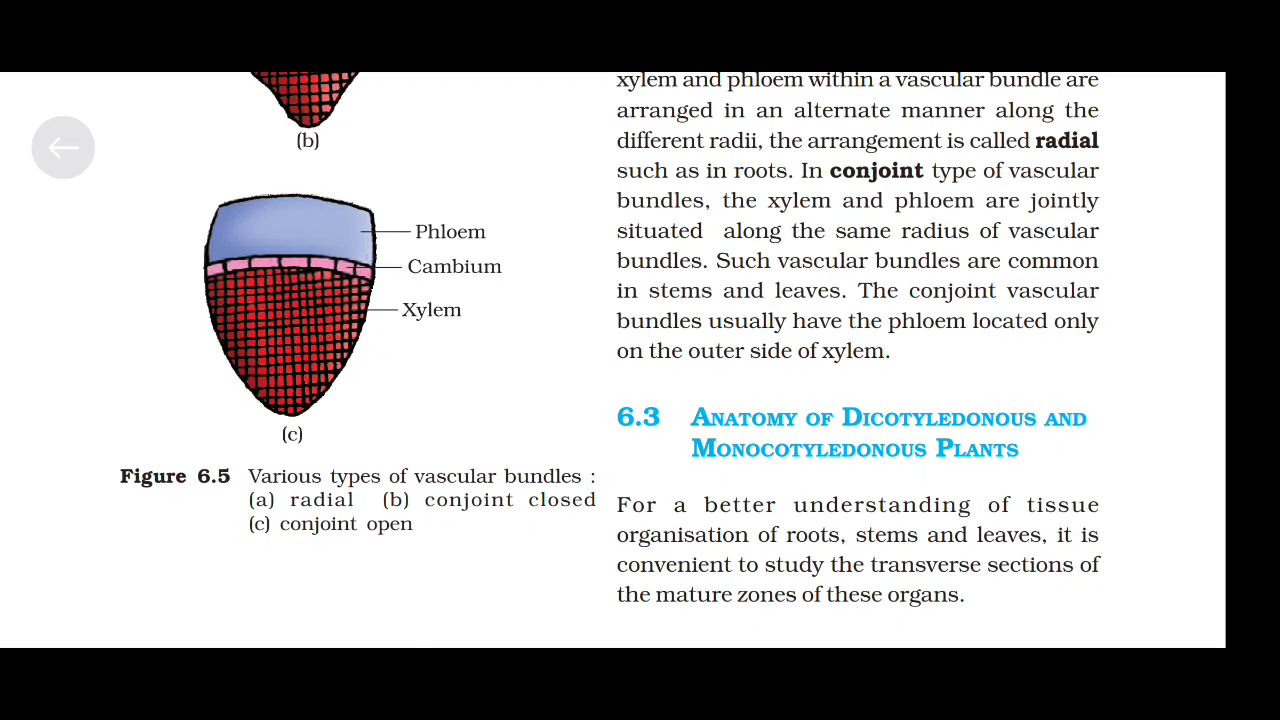 (b)
Phloem
Cambium
Xylem
(c)
Figure 6.5 Various types of vascular bundles :
(a) radial (b) conjoint closed
(c) conjoint open
xylem and phloem within a vascular bundle are
arranged in an alternate manner along the
different radii, the arrangement is called radial
such as in roots. In conjoint type of vascular
bundles, the xylem and phloem are jointly
situated along the same radius of vascular
bundles. Such vascular bundles are common
in stems and leaves. The conjoint vascular
bundles usually have the phloem located only
on the outer side of xylem.
6.3 ANATOMY OF DICOTYLEDONOUS AND
MONOCOTYLEDONOUS PLANTS
For a better understanding of tissue
organisation of roots, stems and leaves, it is
convenient to study the transverse sections of
the mature zones of these organs.